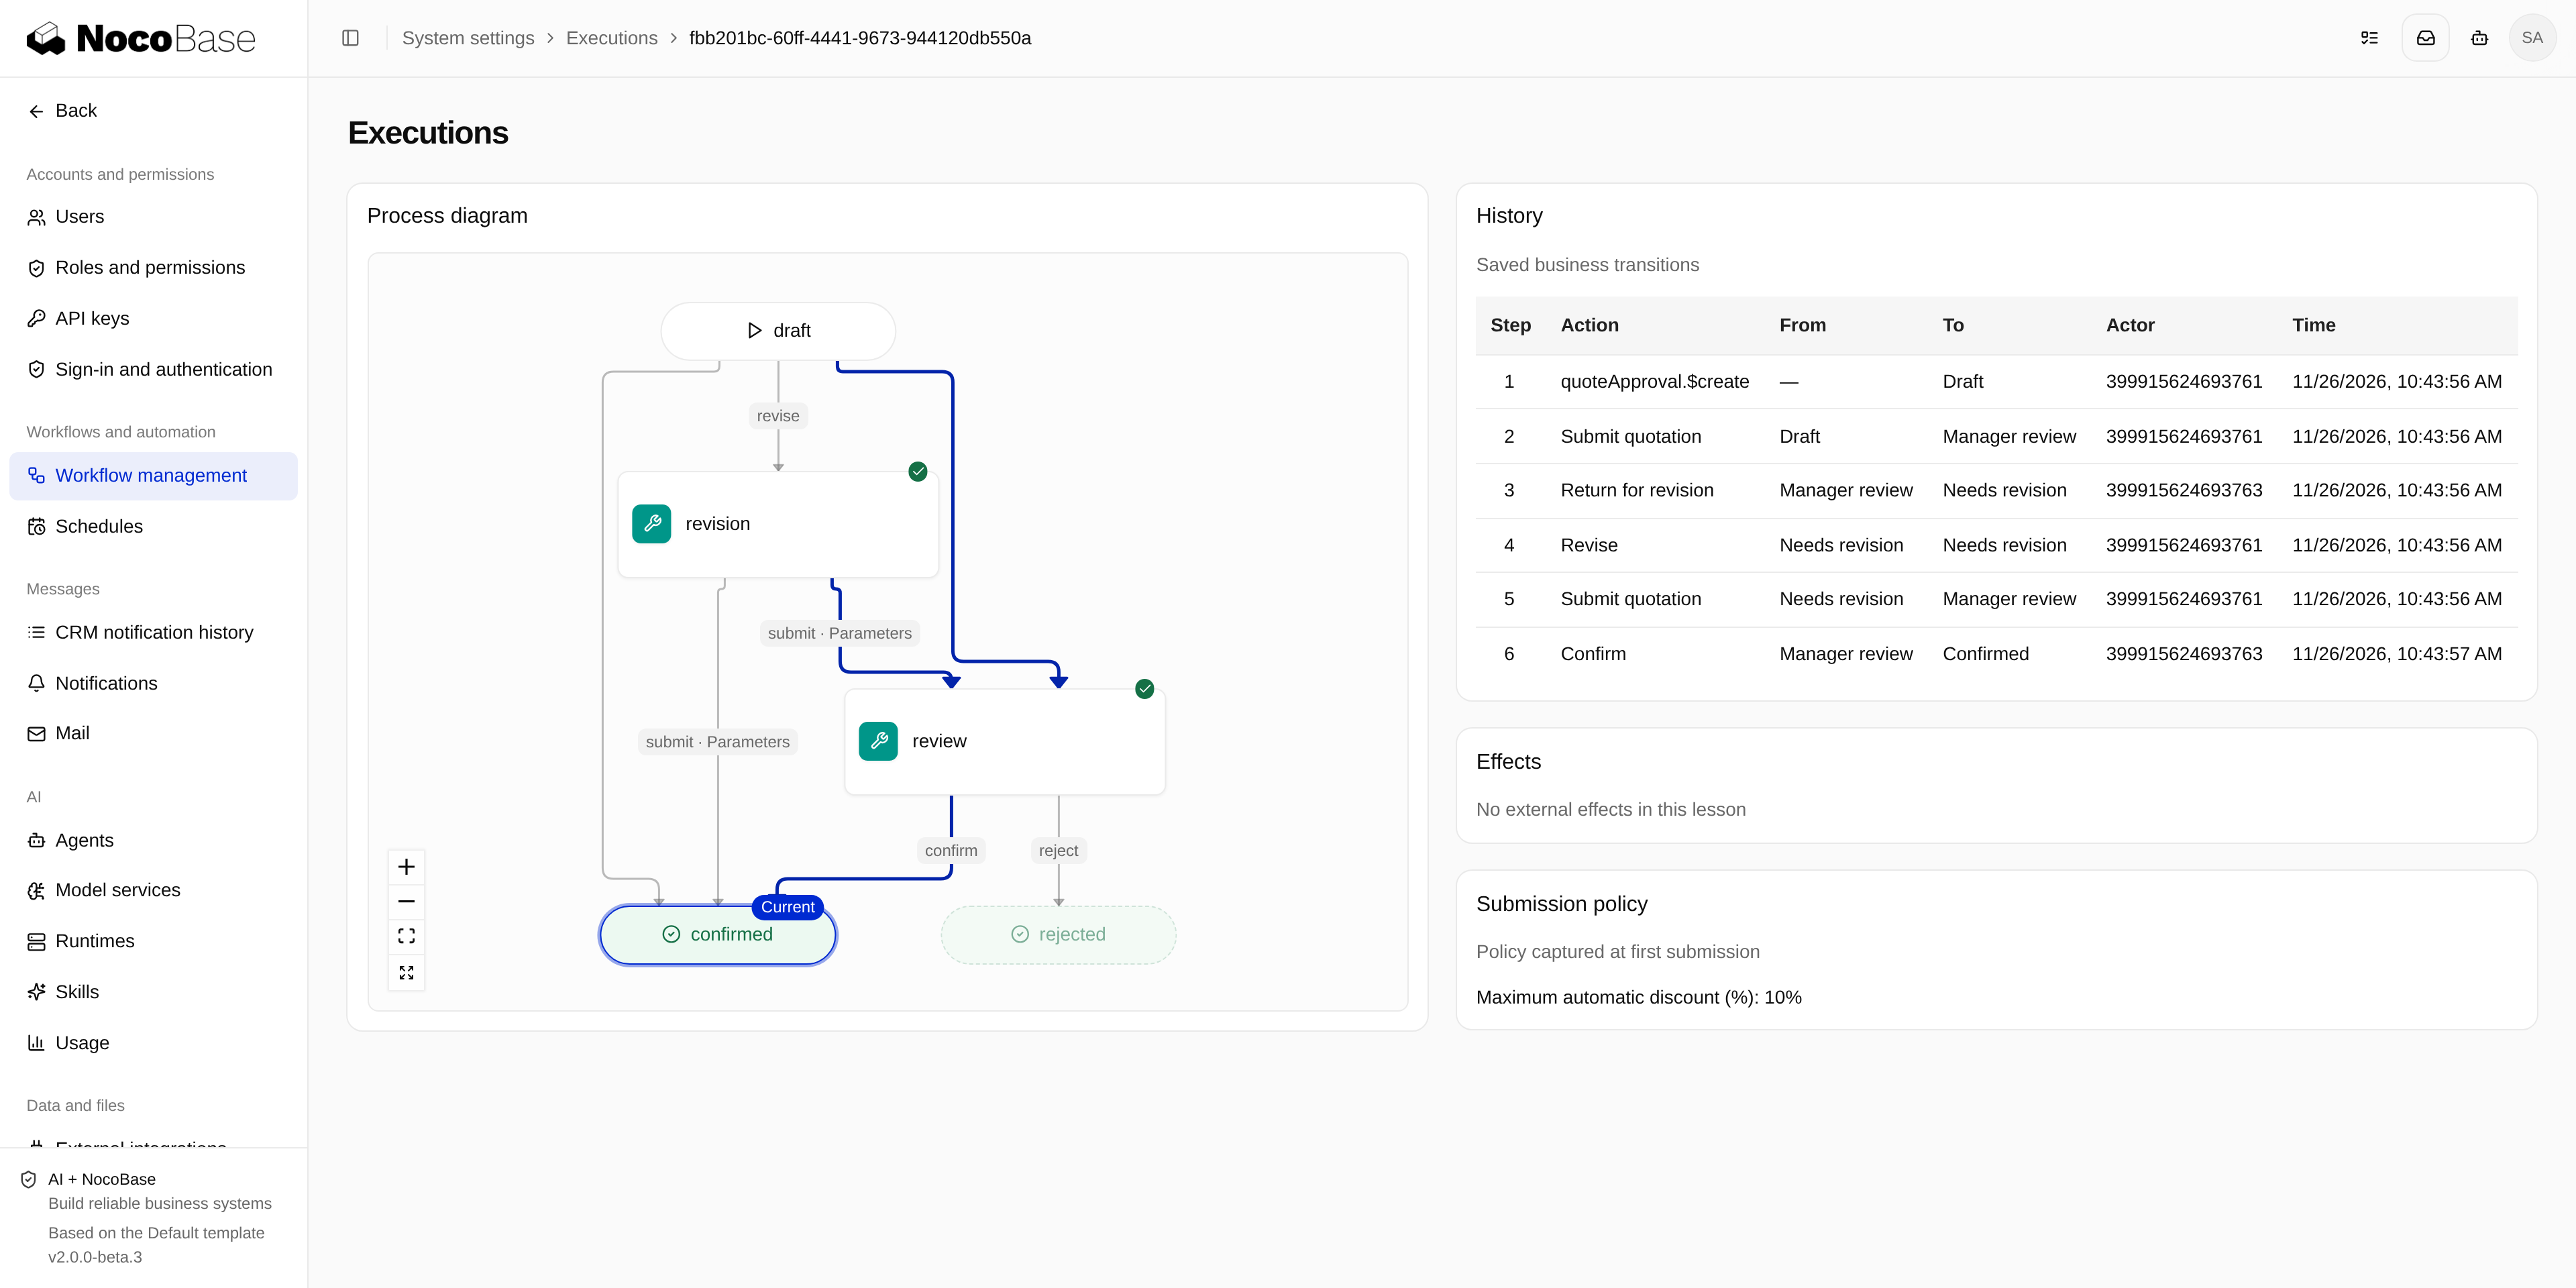 NocoBase
System settings > Executions > fbb201bc-60ff-4441-9673-944120db550a
SA
Back
Accounts and permissions
Users
Roles and permissions
API keys
Sign-in and authentication
Workflows and automation
Workflow management
Schedules
Messages
CRM notification history
Notifications
Mail
AI
Agents
Model services
Runtimes
Skills
Usage
Data and files
External integrations
AI + NocoBase
Build reliable business systems
Based on the Default template
v2.0.0-beta.3
Executions
Process diagram
draft
revise
revision
submit · Parameters
submit · Parameters
review
confirm
reject
Current
confirmed
rejected
History
Saved business transitions
Step Action From To Actor Time
1 quoteApproval.$create — Draft 399915624693761 11/26/2026, 10:43:56 AM
2 Submit quotation Draft Manager review 399915624693761 11/26/2026, 10:43:56 AM
3 Return for revision Manager review Needs revision 399915624693763 11/26/2026, 10:43:56 AM
4 Revise Needs revision Needs revision 399915624693761 11/26/2026, 10:43:56 AM
5 Submit quotation Needs revision Manager review 399915624693761 11/26/2026, 10:43:56 AM
6 Confirm Manager review Confirmed 399915624693763 11/26/2026, 10:43:57 AM
Effects
No external effects in this lesson
Submission policy
Policy captured at first submission
Maximum automatic discount (%): 10%